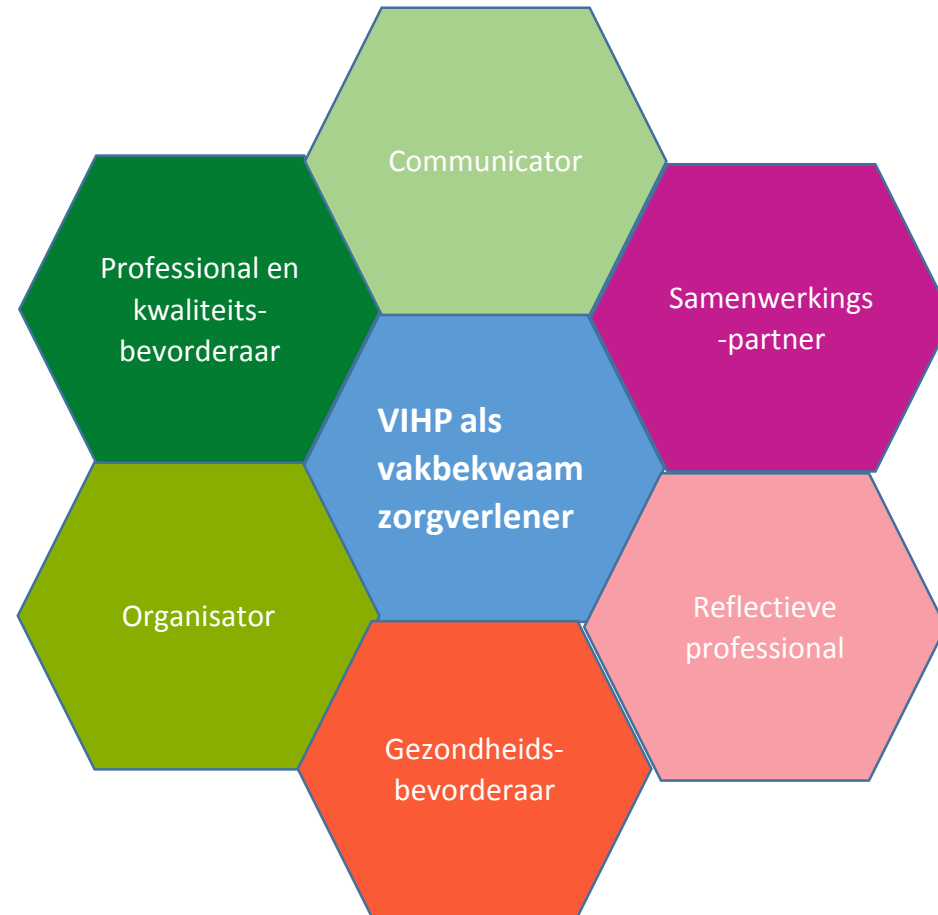 Communicator
Professional en
kwaliteits-
bevorderaar
Samenwerkings
-partner
VIHP als
vakbekwaam
zorgverlener
Organisator
Reflectieve
professional
Gezondheids-
bevorderaar